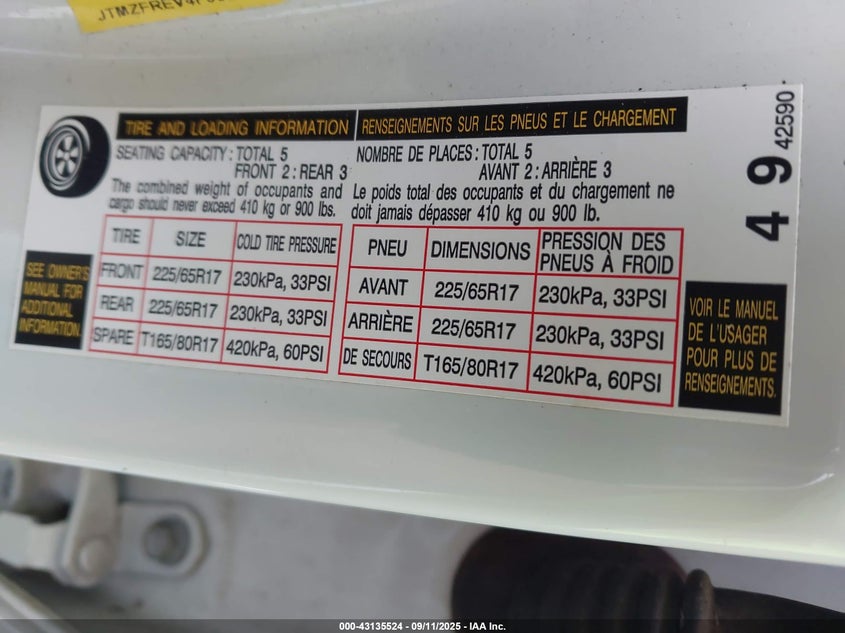 TIRE AND LOADING INFORMATION
SEATING CAPACITY: TOTAL 5
FRONT 2: REAR 3
The combined weight of occupants and
cargo should never exceed 410 kg or 900 lbs.
TIRE SIZE COLD TIRE PRESSURE
FRONT 225/65R17 230kPa, 33PSI
REAR 225/65R17 230kPa, 33PSI
SPARE T165/80R17 420kPa, 60PSI
SEE OWNER'S
MANUAL FOR
ADDITIONAL
INFORMATION.
RENSEIGNEMENTS SUR LES PNEUS ET LE CHARGEMENT
NOMBRE DE PLACES: TOTAL 5
AVANT 2: ARRIÈRE 3
Le poids total des occupants et du chargement ne
doit jamais dépasser 410 kg ou 900 lb.
PNEU DIMENSIONS PRESSION DES
PNEUS À FROID
AVANT 225/65R17 230kPa, 33PSI
ARRIÈRE 225/65R17 230kPa, 33PSI
DE SECOURS T165/80R17 420kPa, 60PSI
VOIR LE MANUEL
DE L'USAGER
POUR PLUS DE
RENSEIGNEMENTS.
4 9 42590
000-43135524 - 09/11/2025 - IAA Inc.